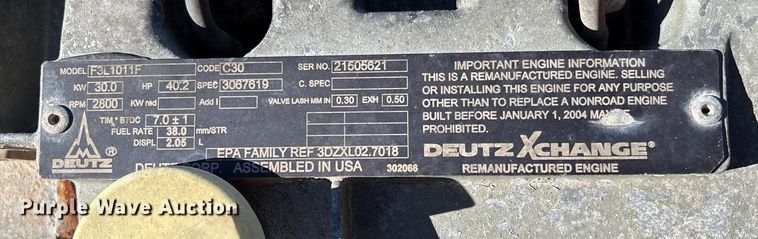 MODEL F3L1011F CODE C30 SER NO. 21505621
KW 30.0 HP 40.2 SPEC 3067619 C. SPEC.
RPM 2800 KW red Add I VALVE LASH MM IN 0.30 EXH 0.50
TIM° BTDC 7.0 ± 1
FUEL RATE 38.0 mm/STR
DISPL 2.05 L
EPA FAMILY REF 3DZXL02.7018
DEUTZ
DEUTZ CORP. ASSEMBLED IN USA 302066
IMPORTANT ENGINE INFORMATION
THIS IS A REMANUFACTURED ENGINE. SELLING
OR INSTALLING THIS ENGINE FOR ANY PURPOSE
OTHER THAN TO REPLACE A NONROAD ENGINE
BUILT BEFORE JANUARY 1, 2004 MAY
PROHIBITED.
DEUTZ XCHANGE®
REMANUFACTURED ENGINE
Purple Wave Auction